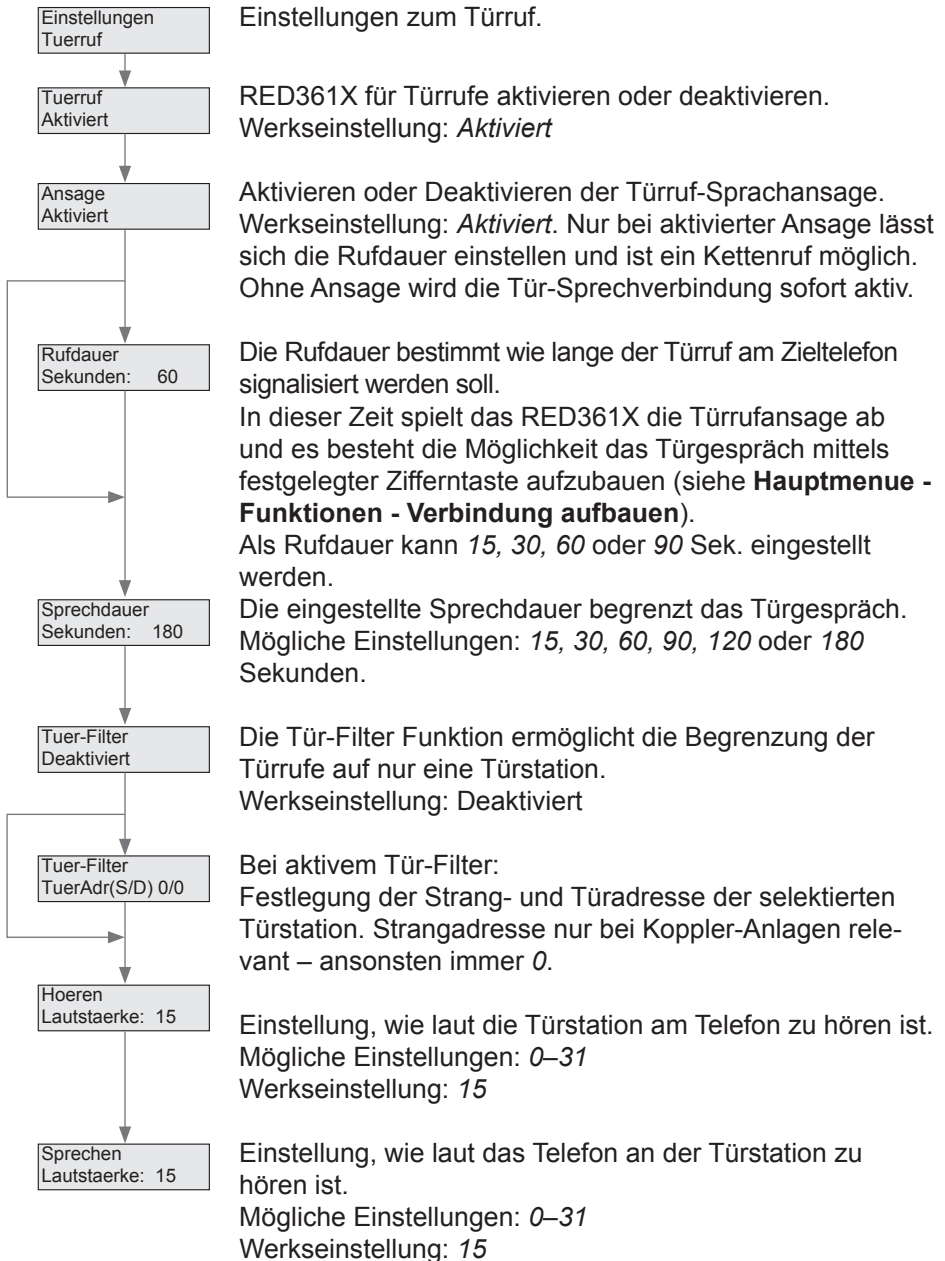 Einstellungen
Tuerruf
Einstellungen zum Türruf.
Tuerruf
Aktiviert
RED361X für Türrufe aktivieren oder deaktivieren.
Werkseinstellung: Aktiviert
Ansage
Aktiviert
Aktivieren oder Deaktivieren der Türruf-Sprachansage.
Werkseinstellung: Aktiviert. Nur bei aktivierter Ansage lässt
sich die Rufdauer einstellen und ist ein Kettenruf möglich.
Ohne Ansage wird die Tür-Sprechverbindung sofort aktiv.
Rufdauer
Sekunden: 60
Die Rufdauer bestimmt wie lange der Türruf am Zieltelefon
signalisiert werden soll.
In dieser Zeit spielt das RED361X die Türrufansage ab
und es besteht die Möglichkeit das Türgespräch mittels
festgelegter Zifferntaste aufzubauen (siehe Hauptmenue -
Funktionen - Verbindung aufbauen).
Als Rufdauer kann 15, 30, 60 oder 90 Sek. eingestellt
werden.
Sprechdauer
Sekunden: 180
Die eingestellte Sprechdauer begrenzt das Türgespräch.
Mögliche Einstellungen: 15, 30, 60, 90, 120 oder 180
Sekunden.
Tuer-Filter
Deaktiviert
Die Tür-Filter Funktion ermöglicht die Begrenzung der
Türrufe auf nur eine Türstation.
Werkseinstellung: Deaktiviert
Tuer-Filter
TuerAdr(S/D) 0/0
Bei aktivem Tür-Filter:
Festlegung der Strang- und Türadresse der selektierten
Türstation. Strangadresse nur bei Koppler-Anlagen rele-
vant – ansonsten immer 0.
Hoeren
Lautstaerke: 15
Einstellung, wie laut die Türstation am Telefon zu hören ist.
Mögliche Einstellungen: 0–31
Werkseinstellung: 15
Sprechen
Lautstaerke: 15
Einstellung, wie laut das Telefon an der Türstation zu
hören ist.
Mögliche Einstellungen: 0–31
Werkseinstellung: 15